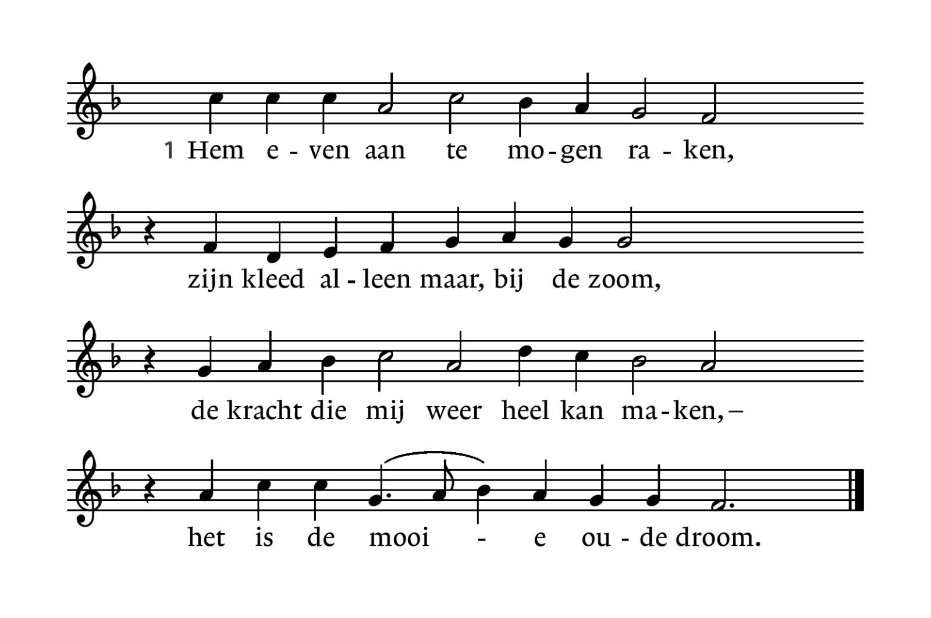 1 Hem e - ven aan te mo - gen ra - ken,
zijn kleed al - leen maar, bij de zoom,
de kracht die mij weer heel kan ma - ken, –
het is de mooi - e ou - de droom.